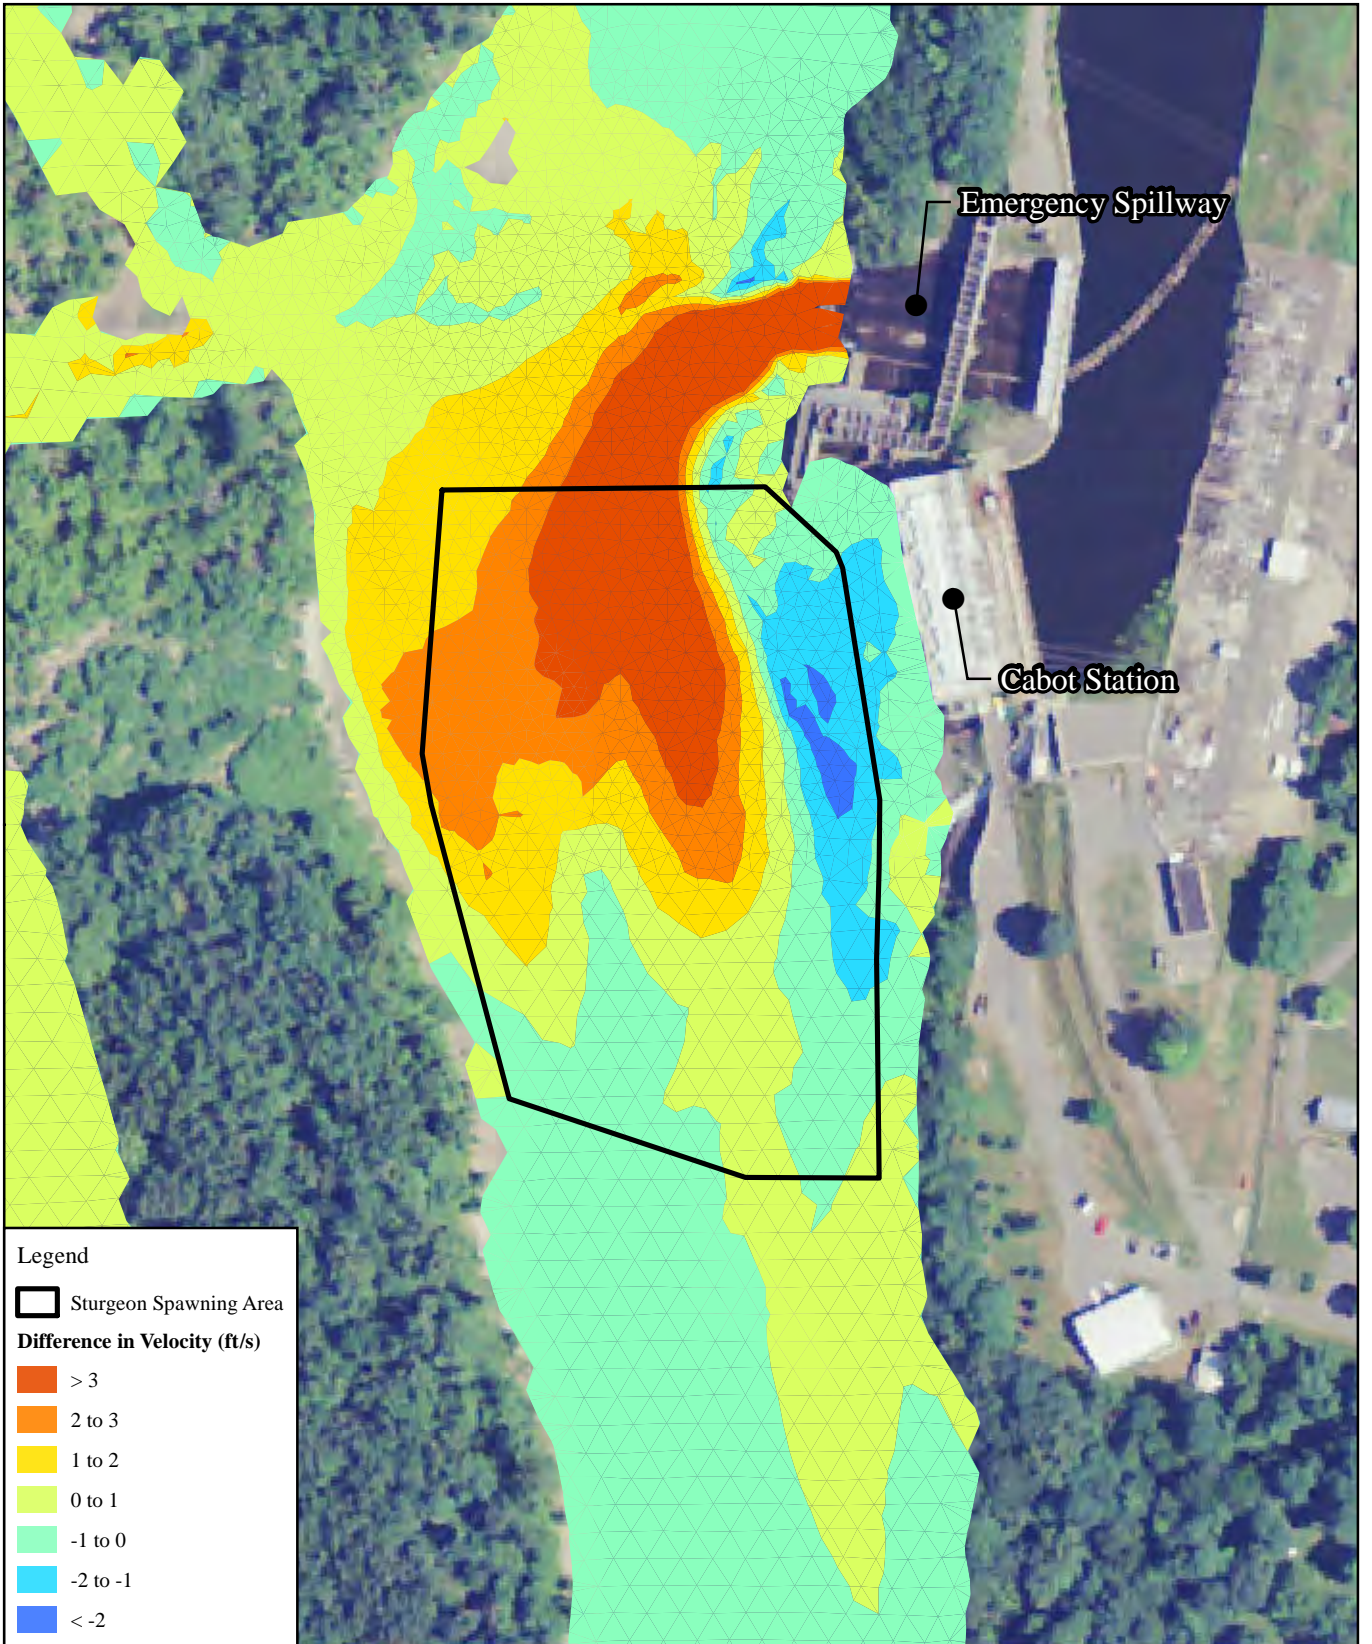 Emergency Spillway
Cabot Station
Legend
Sturgeon Spawning Area
Difference in Velocity (ft/s)
> 3
2 to 3
1 to 2
0 to 1
-1 to 0
-2 to -1
< -2